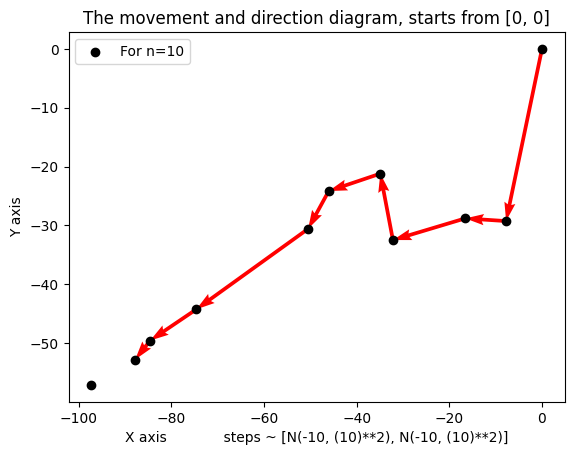 The movement and direction diagram, starts from [0, 0]
For n=10
0
−10
−20
−30
−40
−50
Y axis
−100 −80 −60 −40 −20 0
X axis steps ~ [N(-10, (10)**2), N(-10, (10)**2)]